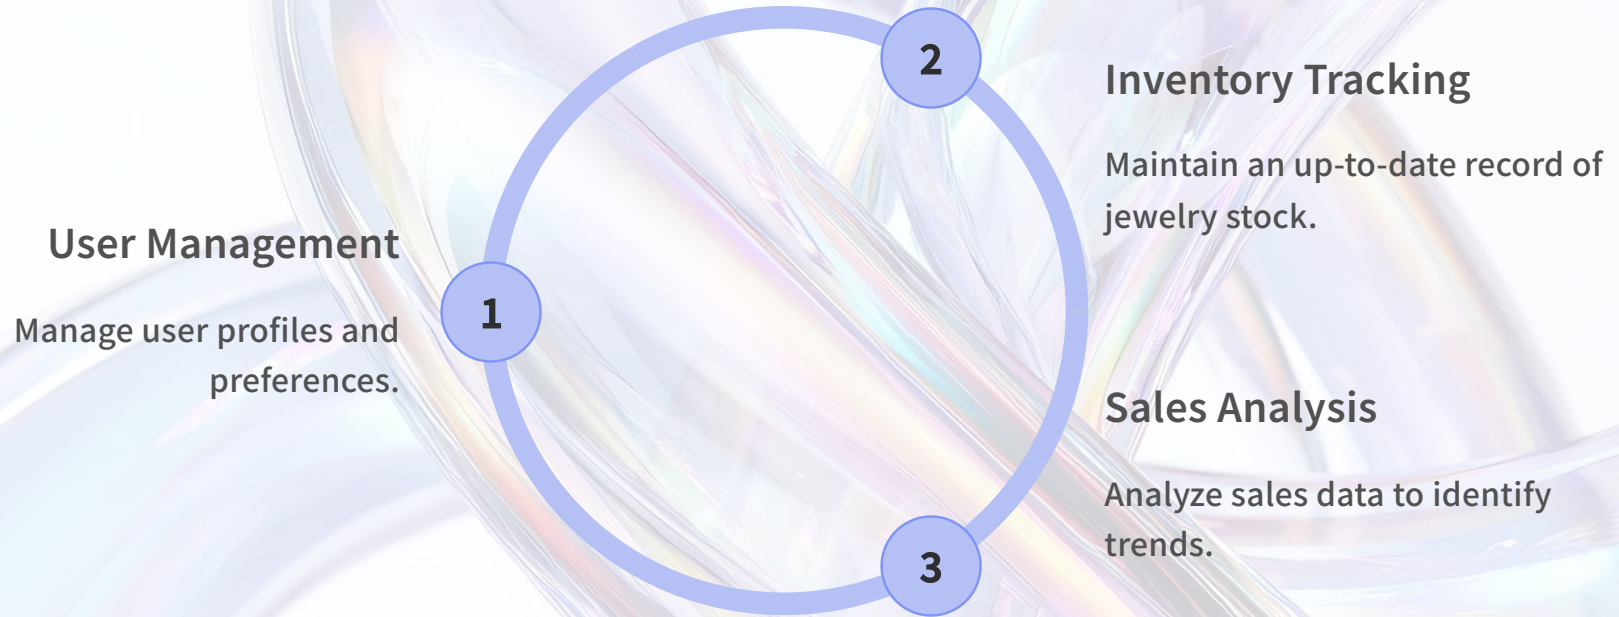 1
User Management
Manage user profiles and
preferences.
2
Inventory Tracking
Maintain an up-to-date record of
jewelry stock.
3
Sales Analysis
Analyze sales data to identify
trends.